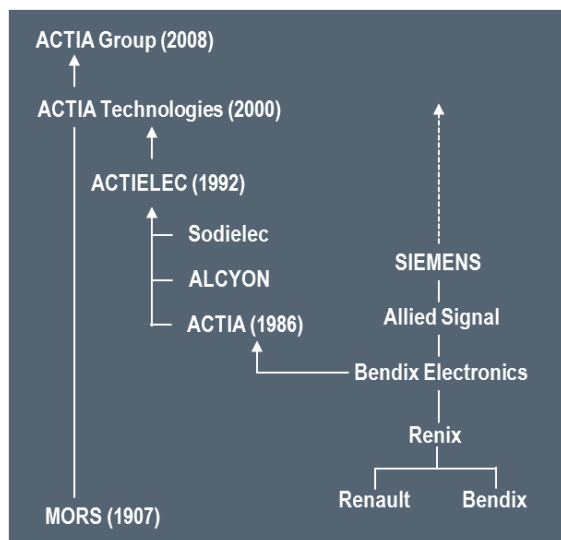 ACTIA Group (2008)
ACTIA Technologies (2000)
ACTIELEC (1992)
Sodielec
SIEMENS
ALCYON
Allied Signal
ACTIA (1986)
Bendix Electronics
Renix
Renault
Bendix
MORS (1907)